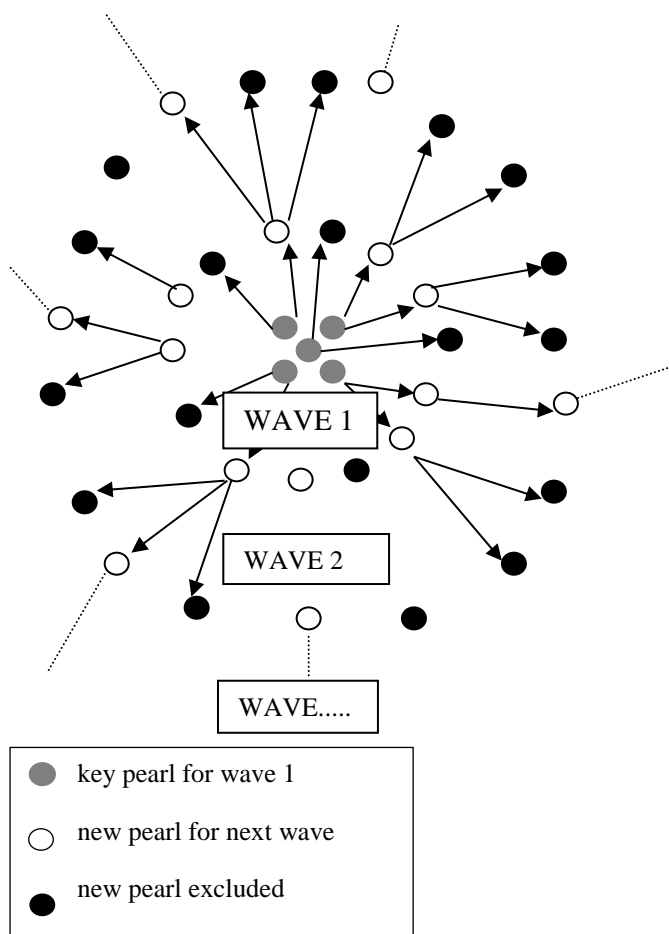 WAVE 1
WAVE 2
WAVE.....
key pearl for wave 1
new pearl for next wave
new pearl excluded